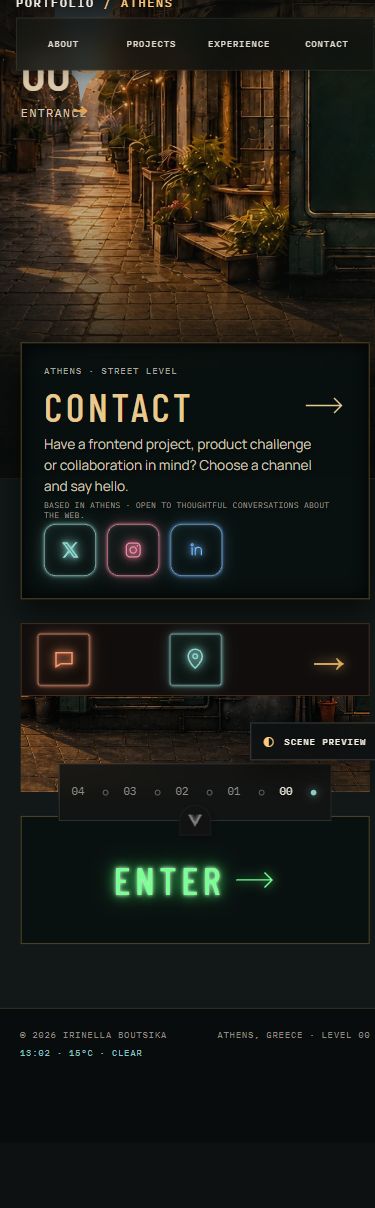 PORTFOLIO / ATHENS
ABOUT PROJECTS EXPERIENCE CONTACT
00
ENTRANCE
ATHENS · STREET LEVEL
CONTACT
Have a frontend project, product challenge
or collaboration in mind? Choose a channel
and say hello.
BASED IN ATHENS · OPEN TO THOUGHTFUL CONVERSATIONS ABOUT
THE WEB.
SCENE PREVIEW
04 03 02 01 00
ENTER
© 2026 IRINELLA BOUTSIKA ATHENS, GREECE · LEVEL 00
13:02 · 15°C · CLEAR